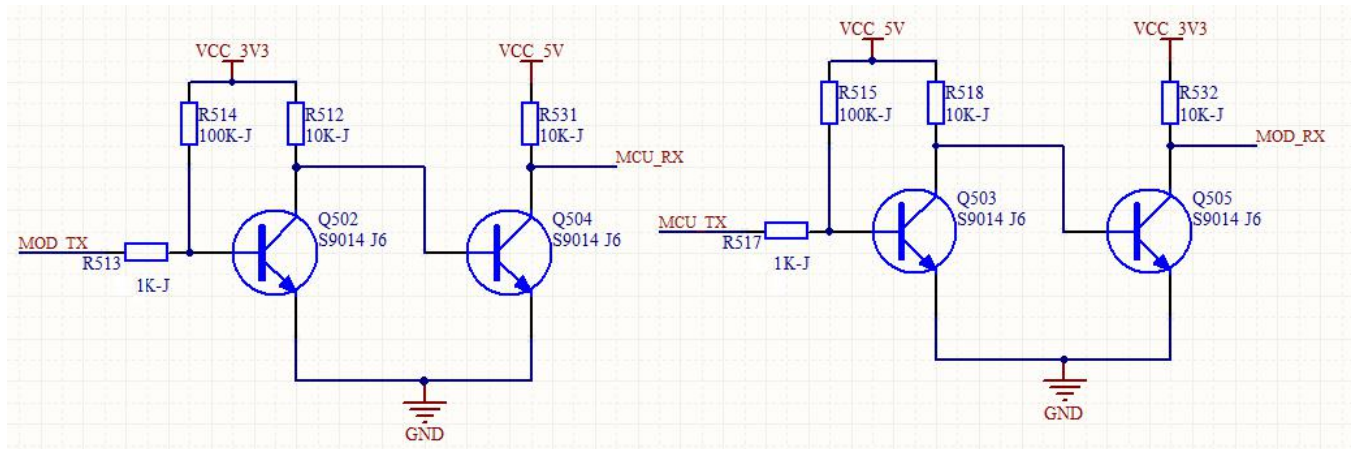 VCC_3V3
R514
100K-J
R512
10K-J
MOD_TX
R513
1K-J
Q502
S9014 J6
VCC_5V
R531
10K-J
MCU_RX
Q504
S9014 J6
GND
VCC_5V
R515
100K-J
R518
10K-J
MCU_TX
R517
1K-J
Q503
S9014 J6
VCC_3V3
R532
10K-J
MOD_RX
Q505
S9014 J6
GND